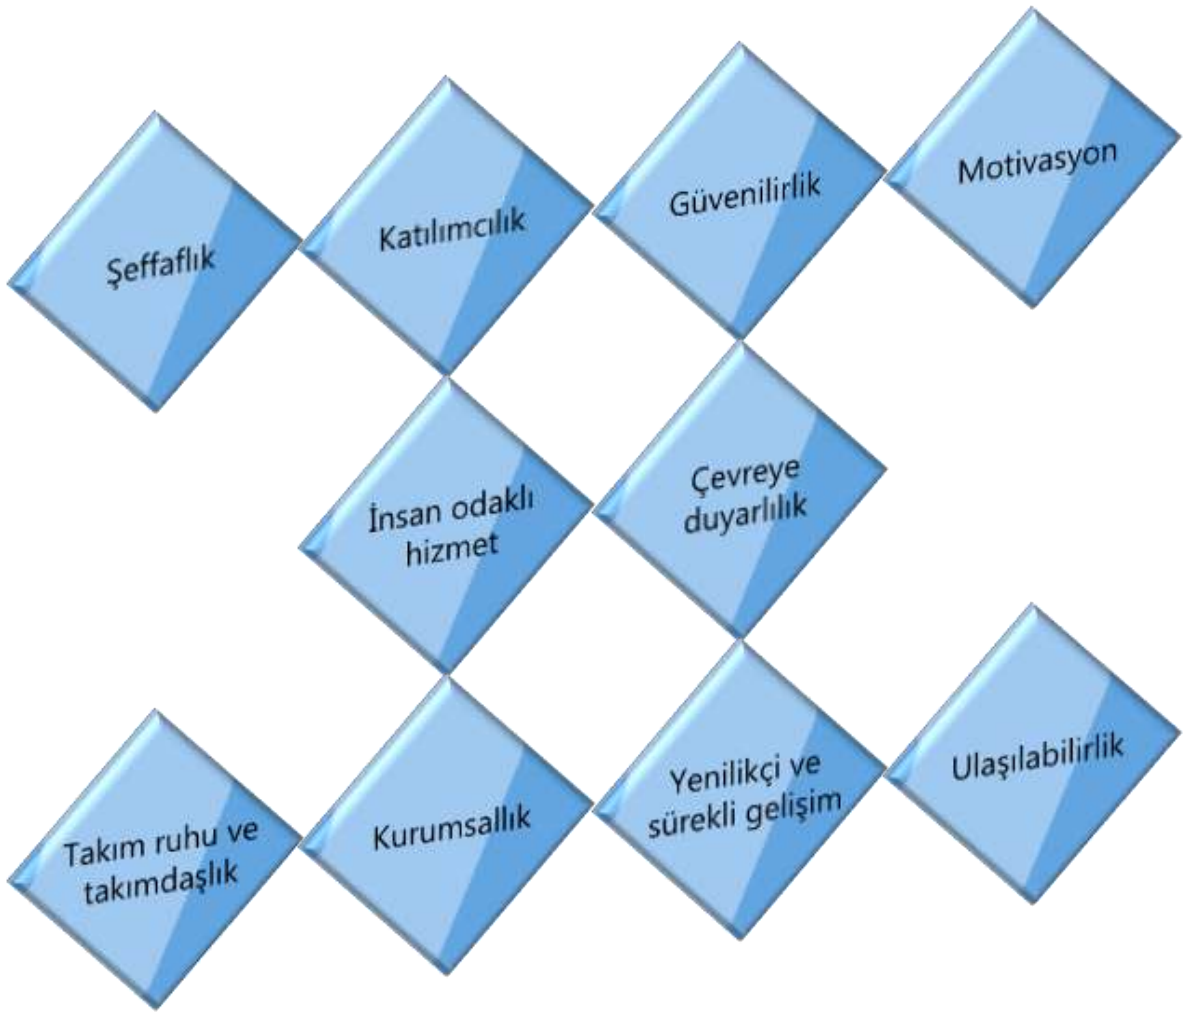 Şeffaflık
Katılımcılık
Güvenilirlik
Motivasyon
İnsan odaklı
hizmet
Çevreye
duyarlılık
Takım ruhu ve
takımdaşlık
Kurumsallık
Yenilikçi ve
sürekli gelişim
Ulaşılabilirlik